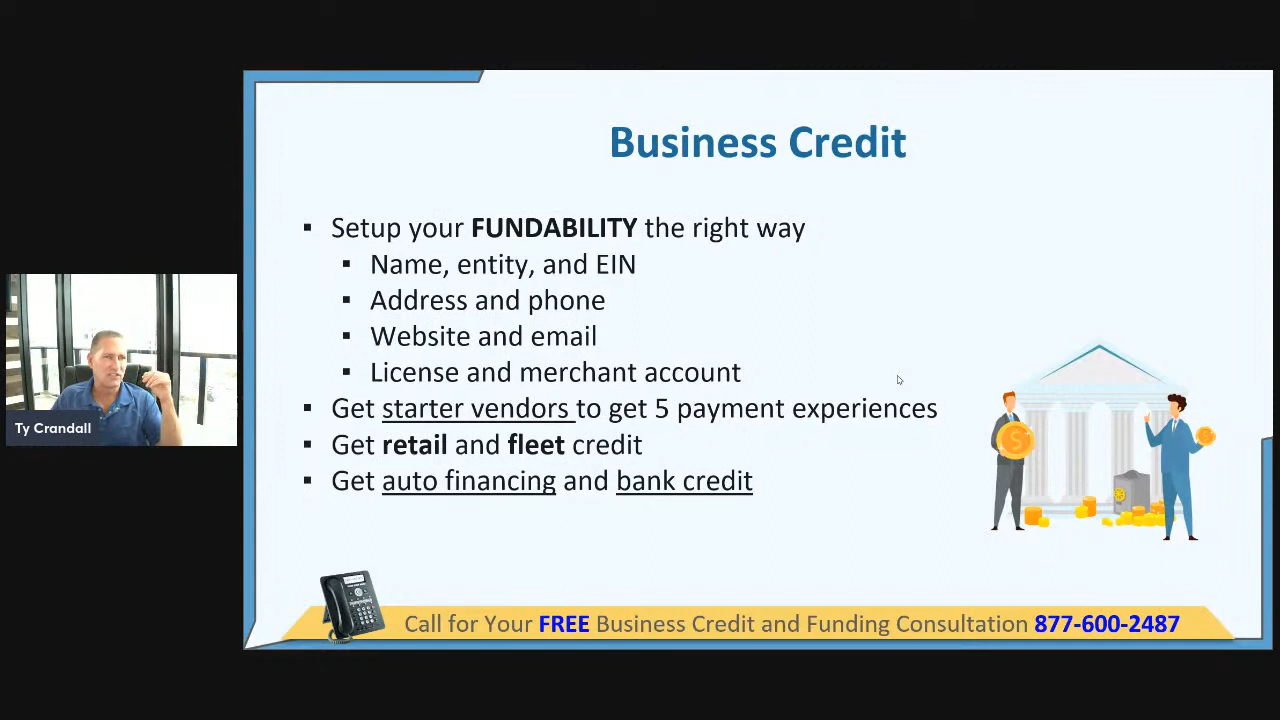 Business Credit
▪ Setup your FUNDABILITY the right way
▪ Name, entity, and EIN
▪ Address and phone
▪ Website and email
▪ License and merchant account
▪ Get starter vendors to get 5 payment experiences
▪ Get retail and fleet credit
▪ Get auto financing and bank credit
Ty Crandall
Call for Your FREE Business Credit and Funding Consultation 877-600-2487